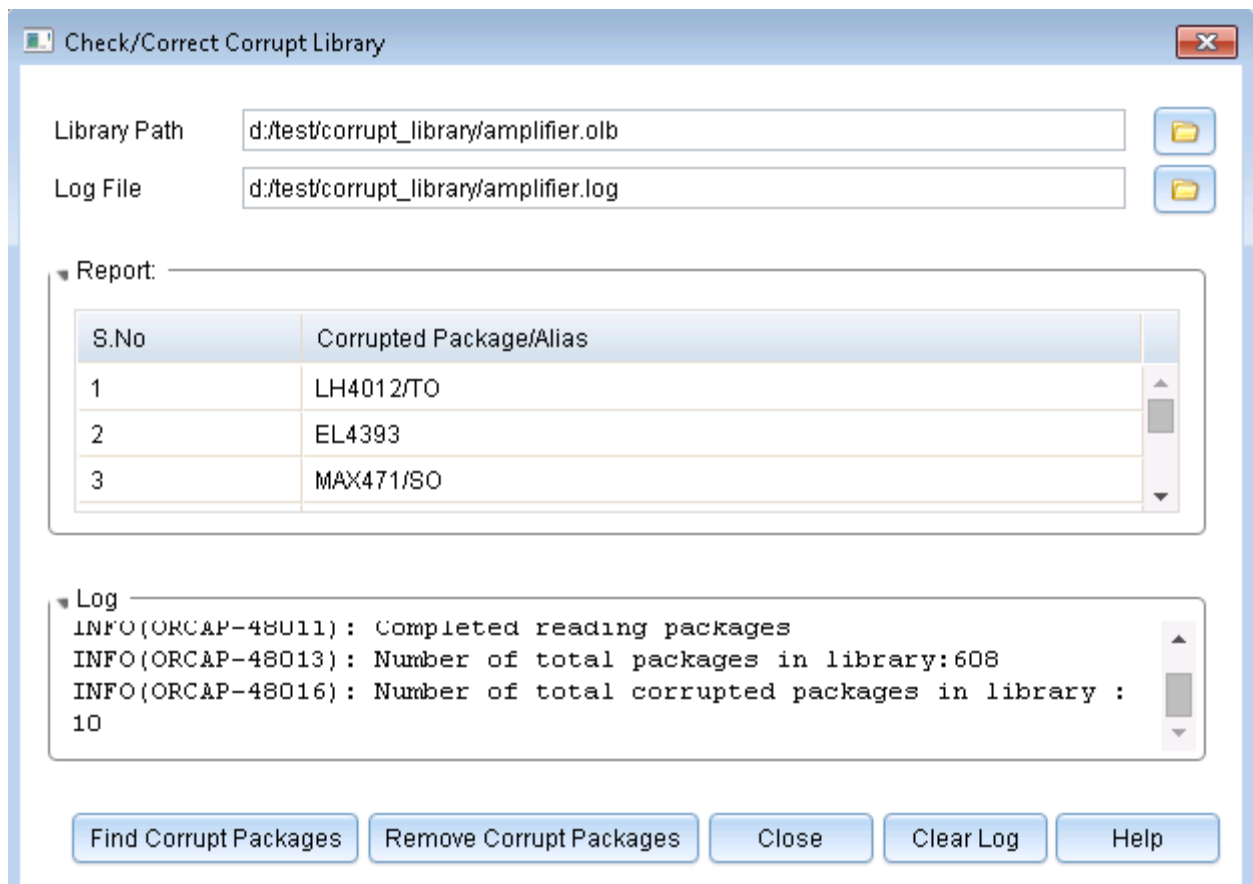 Check/Correct Corrupt Library
Library Path d:/test/corrupt_library/amplifier.olb
Log File d:/test/corrupt_library/amplifier.log
Report:
S.No Corrupted Package/Alias
1 LH4012/TO
2 EL4393
3 MAX471/SO
Log
INFO(ORCAP-48011): Completed reading packages
INFO(ORCAP-48013): Number of total packages in library:608
INFO(ORCAP-48016): Number of total corrupted packages in library :
10
Find Corrupt Packages Remove Corrupt Packages Close Clear Log Help